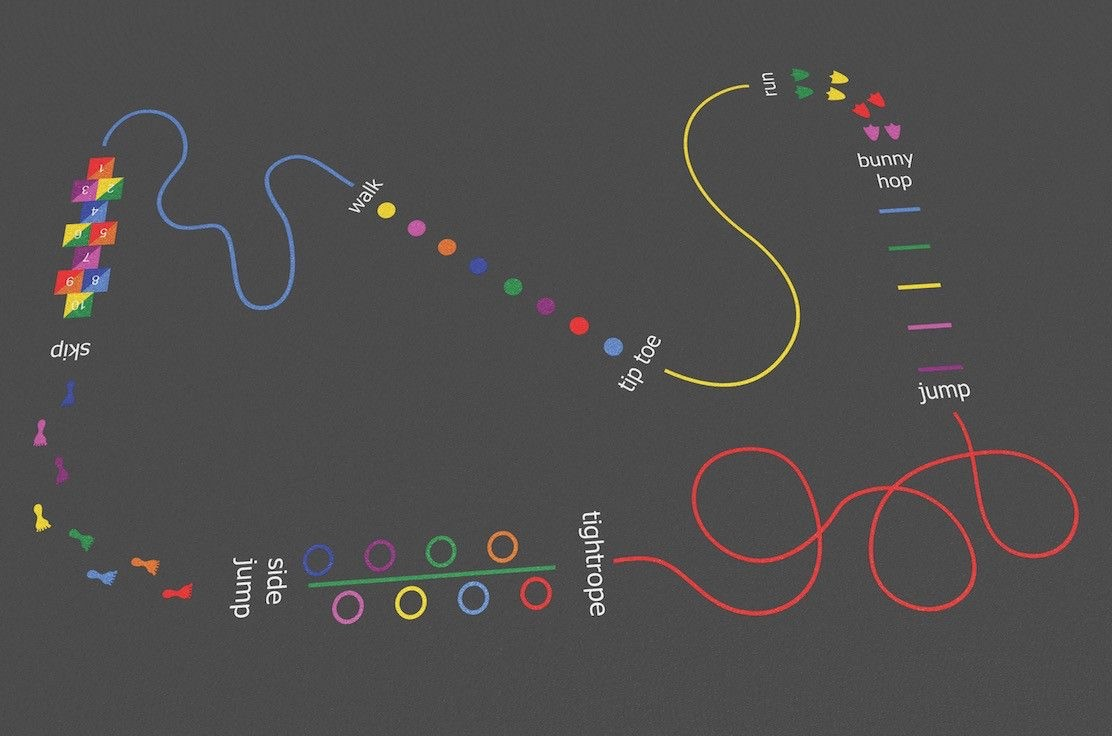 run
bunny
hop
jump
tightrope
side
jump
skip
10
9
8
7
6
5
4
3
2
1
walk
tip toe